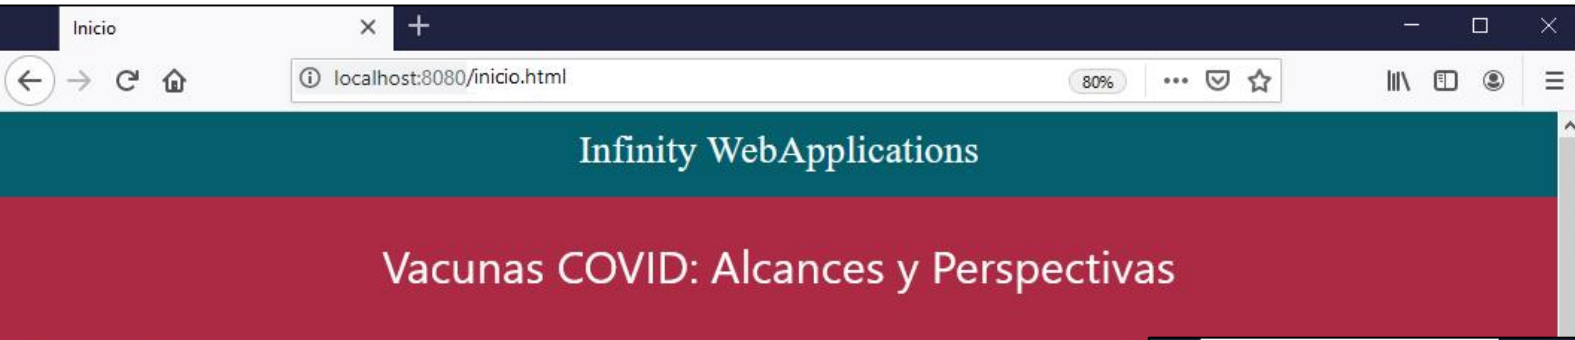 Inicio
localhost:8080/inicio.html
80%
Infinity WebApplications
Vacunas COVID: Alcances y Perspectivas